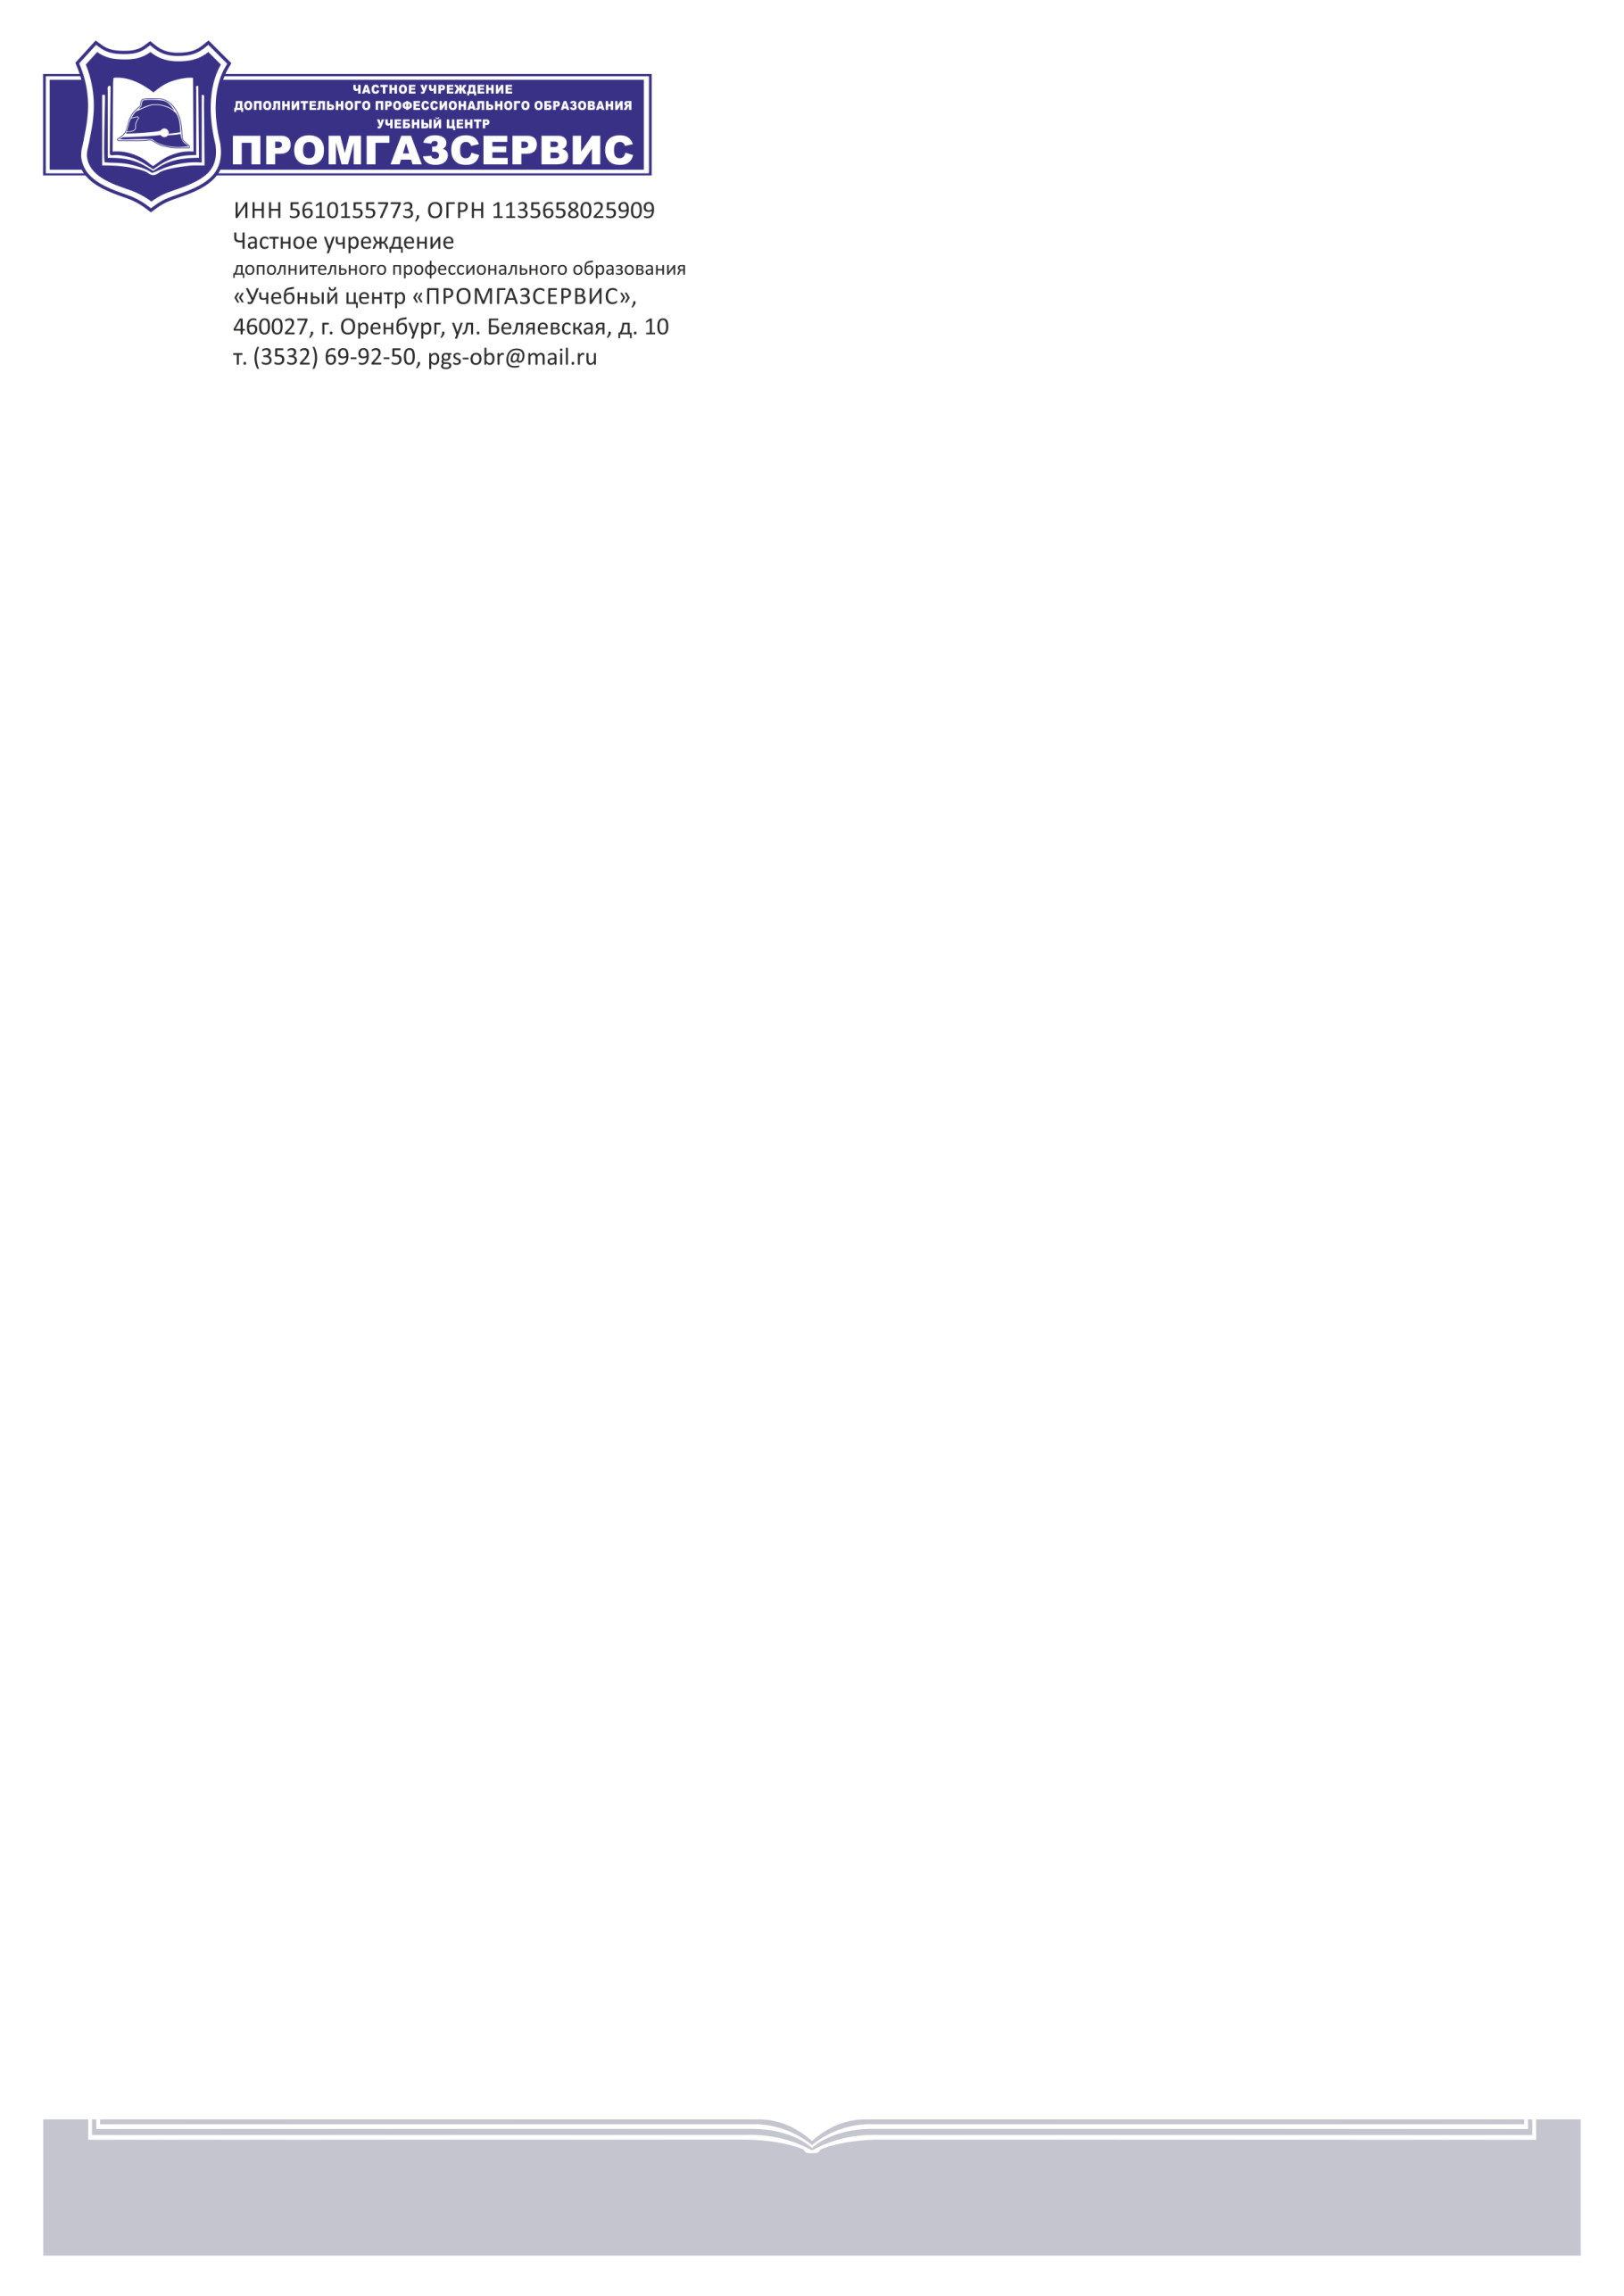 ЧАСТНОЕ УЧРЕЖДЕНИЕ
ДОПОЛНИТЕЛЬНОГО ПРОФЕССИОНАЛЬНОГО ОБРАЗОВАНИЯ
УЧЕБНЫЙ ЦЕНТР
ПРОМГАЗСЕРВИС
ИНН 5610155773, ОГРН 1135658025909
Частное учреждение
дополнительного профессионального образования
«Учебный центр «ПРОМГАЗСЕРВИС»,
460027, г. Оренбург, ул. Беляевская, д. 10
т. (3532) 69-92-50, pgs-obr@mail.ru